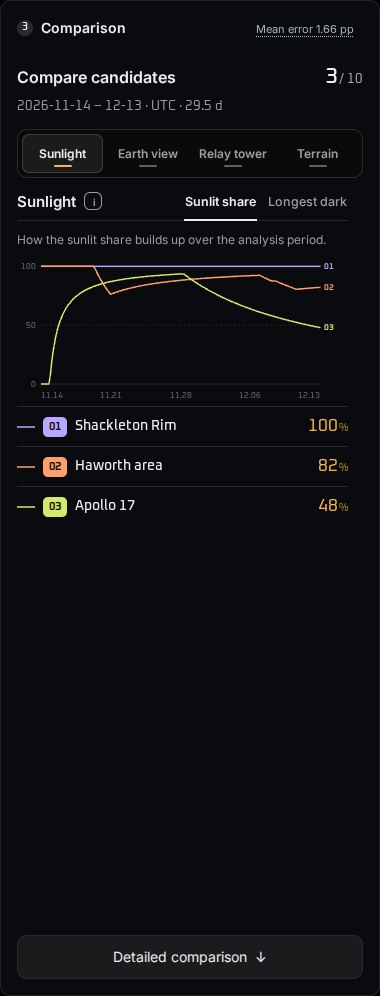 3 Comparison Mean error 1.66 pp
Compare candidates 3 / 10
2026-11-14 – 12-13 · UTC · 29.5 d
Sunlight Earth view Relay tower Terrain
Sunlight i Sunlit share Longest dark
How the sunlit share builds up over the analysis period.
100 01
02
50 03
0
11.14 11.21 11.28 12.06 12.13
01 Shackleton Rim 100%
02 Haworth area 82%
03 Apollo 17 48%
Detailed comparison ↓